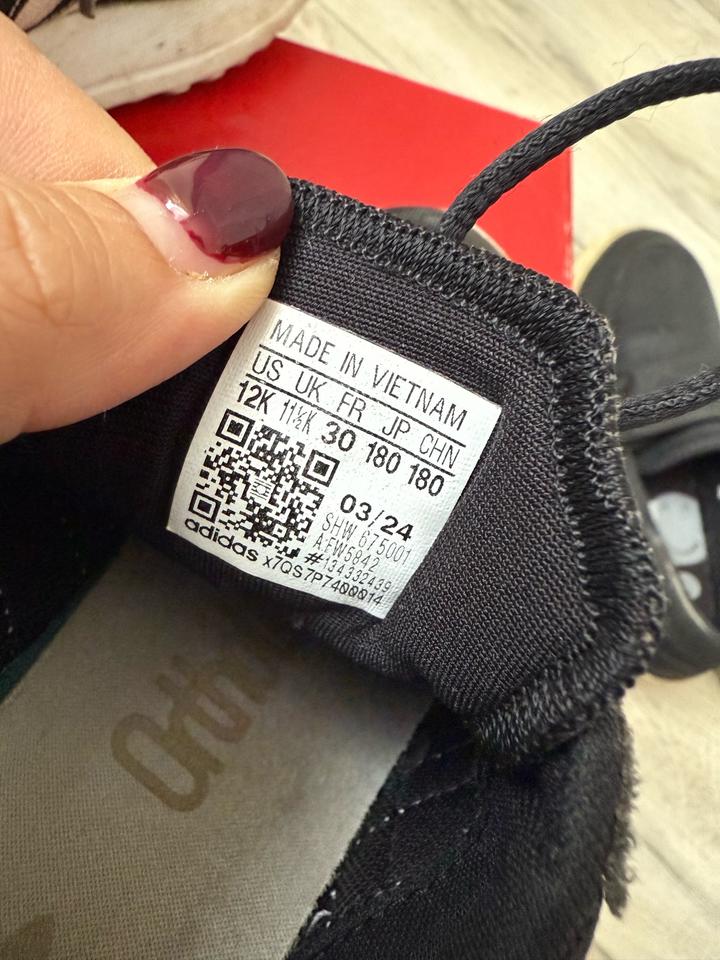 MADE IN VIETNAM
US UK FR JP CHN
12K 11½K 30 180 180
03/24
SHW 675001
AFW5842
#134332439
adidas x7QS7P7400014